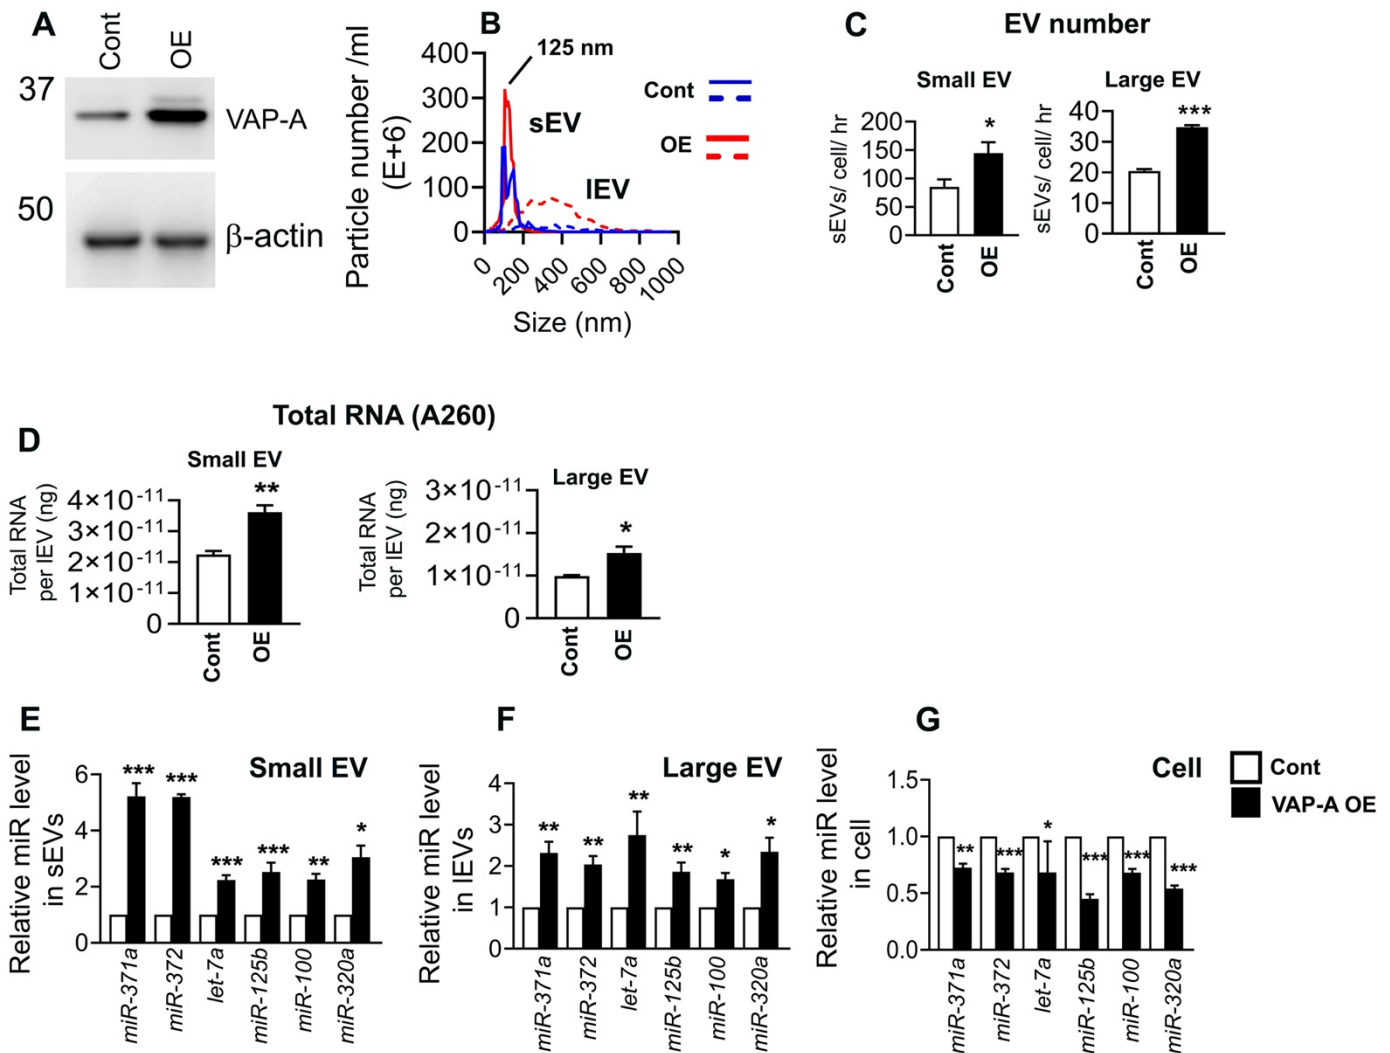 A
Cont
OE
37
VAP-A
50
β-actin
B
Particle number /ml
(E+6)
400
300
200
100
0
125 nm
sEV
lEV
Cont
OE
0
200
400
600
800
1000
Size (nm)
C
EV number
Small EV
sEVs/ cell/ hr
200
150
100
50
0
*
Cont
OE
Large EV
sEVs/ cell/ hr
40
30
20
10
0
***
Cont
OE
Total RNA (A260)
D
Small EV
Total RNA
per lEV (ng)
4×10⁻¹¹
3×10⁻¹¹
2×10⁻¹¹
1×10⁻¹¹
0
**
Cont
OE
Large EV
Total RNA
per lEV (ng)
3×10⁻¹¹
2×10⁻¹¹
1×10⁻¹¹
0
*
Cont
OE
E
Small EV
Relative miR level
in sEVs
6
4
2
0
*** *** *** *** ** *
miR-371a
miR-372
let-7a
miR-125b
miR-100
miR-320a
F
Large EV
Relative miR level
in lEVs
4
3
2
1
0
** ** ** ** * *
miR-371a
miR-372
let-7a
miR-125b
miR-100
miR-320a
G
Cell
Relative miR level
in cell
1.5
1.0
0.5
0.0
** *** * *** *** ***
miR-371a
miR-372
let-7a
miR-125b
miR-100
miR-320a
Cont
VAP-A OE